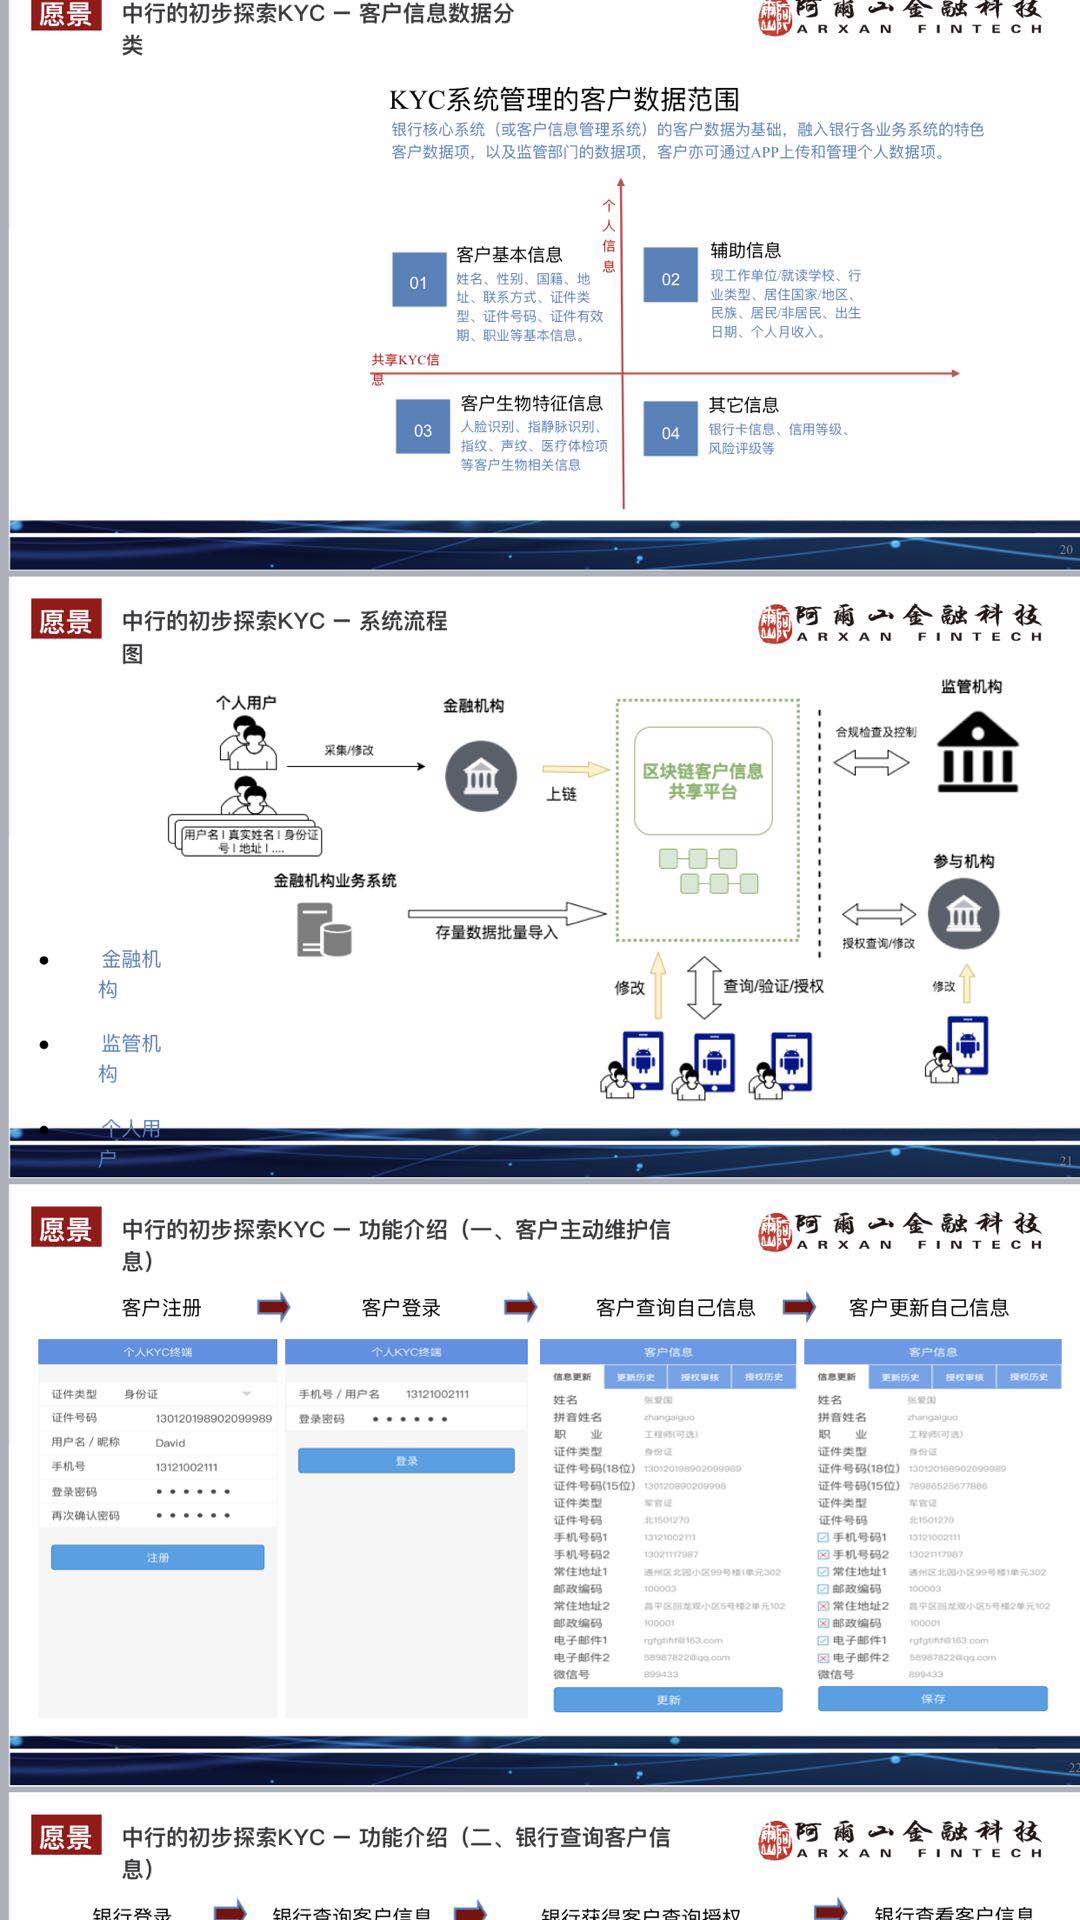 愿景
中行的初步探索KYC – 客户信息数据分
类
阿爾山金融科技
ARXAN FINTECH
KYC系统管理的客户数据范围
银行核心系统（或客户信息管理系统）的客户数据为基础，融入银行各业务系统的特色
客户数据项，以及监管部门的数据项，客户亦可通过APP上传和管理个人数据项。
个
人
信
息
01
客户基本信息
姓名、性别、国籍、地
址、联系方式、证件类
型、证件号码、证件有效
期、职业等基本信息。
02
辅助信息
现工作单位/就读学校、行
业类型、居住国家/地区、
民族、居民/非居民、出生
日期、个人月收入。
共享KYC信
息
03
客户生物特征信息
人脸识别、指静脉识别、
指纹、声纹、医疗体检项
等客户生物相关信息
04
其它信息
银行卡信息、信用等级、
风险评级等
20
愿景
中行的初步探索KYC – 系统流程
图
阿爾山金融科技
ARXAN FINTECH
个人用户
金融机构
监管机构
采集/修改
上链
区块链客户信息
共享平台
合规检查及控制
用户名 I 真实姓名 I 身份证
号 I 地址 I ....
金融机构业务系统
存量数据批量导入
参与机构
授权查询/修改
修改
查询/验证/授权
修改
● 金融机
构
● 监管机
构
● 个人用
户
21
愿景
中行的初步探索KYC – 功能介绍（一、客户主动维护信
息）
阿爾山金融科技
ARXAN FINTECH
客户注册
客户登录
客户查询自己信息
客户更新自己信息
个人KYC终端
证件类型 身份证
证件号码 130120198902099989
用户名 / 昵称 David
手机号 13121002111
登录密码 ● ● ● ● ● ●
再次确认密码 ● ● ● ● ● ●
注册
个人KYC终端
手机号 / 用户名 13121002111
登录密码 ● ● ● ● ● ●
登录
客户信息
信息更新 更新历史 授权审核 授权历史
姓名 张爱国
拼音姓名 zhangaiguo
职 业 工程师(可选)
证件类型 身份证
证件号码(18位) 130120198902099989
证件号码(15位) 130120890209998
证件类型 军官证
证件号码 北1501270
手机号码1 13121002111
手机号码2 13021117987
常住地址1 通州区北园小区99号楼1单元302
邮政编码 100003
常住地址2 昌平区回龙观小区5号楼2单元102
邮政编码 100001
电子邮件1 rgfgtifif@163.com
电子邮件2 58987822@qq.com
微信号 899433
更新
客户信息
信息更新 更新历史 授权审核 授权历史
姓名 张爱国
拼音姓名 zhangaiguo
职 业 工程师(可选)
证件类型 身份证
证件号码(18位) 130120198902099989
证件号码(15位) 78986525677886
证件类型 军官证
证件号码 北1501270
手机号码1 13121002111
手机号码2 13021117987
常住地址1 通州区北园小区99号楼1单元302
邮政编码 100003
常住地址2 昌平区回龙观小区5号楼2单元102
邮政编码 100001
电子邮件1 rgfgtifif@163.com
电子邮件2 58987822@qq.com
微信号 899433
保存
22
愿景
中行的初步探索KYC – 功能介绍（二、银行查询客户信
息）
阿爾山金融科技
ARXAN FINTECH
银行登录
银行查询客户信息
银行获得客户查询授权
银行查看客户信息